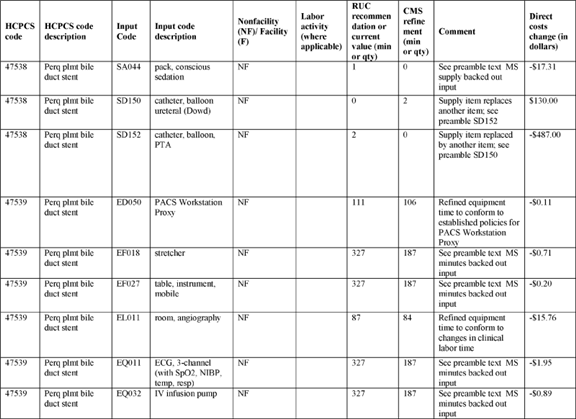 HCPCS code | HCPCS code description | Input Code | Input code description | Nonfacility (NF)/ Facility (F) | Labor activity (where applicable) | RUC recommen dation or current value (min or qty) | CMS refine ment (min or qty) | Comment | Direct costs change (in dollars)
47538 | Perq plmt bile duct stent | SA044 | pack, conscious sedation | NF | | 1 | 0 | See preamble text MS supply backed out input | -$17.31
47538 | Perq plmt bile duct stent | SD150 | catheter, balloon ureteral (Dowd) | NF | | 0 | 2 | Supply item replaces another item; see preamble SD152 | $130.00
47538 | Perq plmt bile duct stent | SD152 | catheter, balloon, PTA | NF | | 2 | 0 | Supply item replaced by another item; see preamble SD150 | -$487.00
47539 | Perq plmt bile duct stent | ED050 | PACS Workstation Proxy | NF | | 111 | 106 | Refined equipment time to conform to established policies for PACS Workstation Proxy | -$0.11
47539 | Perq plmt bile duct stent | EF018 | stretcher | NF | | 327 | 187 | See preamble text MS minutes backed out input | -$0.71
47539 | Perq plmt bile duct stent | EF027 | table, instrument, mobile | NF | | 327 | 187 | See preamble text MS minutes backed out input | -$0.20
47539 | Perq plmt bile duct stent | EL011 | room, angiography | NF | | 87 | 84 | Refined equipment time to conform to changes in clinical labor time | -$15.76
47539 | Perq plmt bile duct stent | EQ011 | ECG, 3-channel (with SpO2, NIBP, temp, resp) | NF | | 327 | 187 | See preamble text MS minutes backed out input | -$1.95
47539 | Perq plmt bile duct stent | EQ032 | IV infusion pump | NF | | 327 | 187 | See preamble text MS minutes backed out input | -$0.89